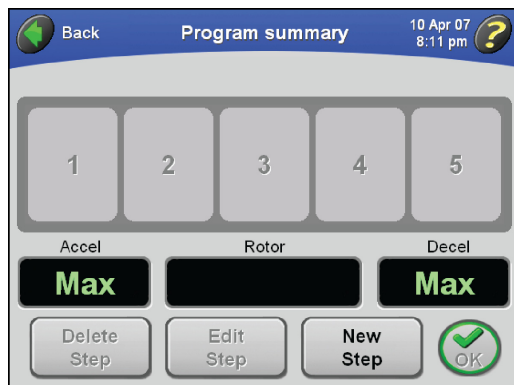 Back
Program summary
10 Apr 07
8:11 pm
?
1 2 3 4 5
Accel Rotor Decel
Max Max
Delete Step
Edit Step
New Step
OK